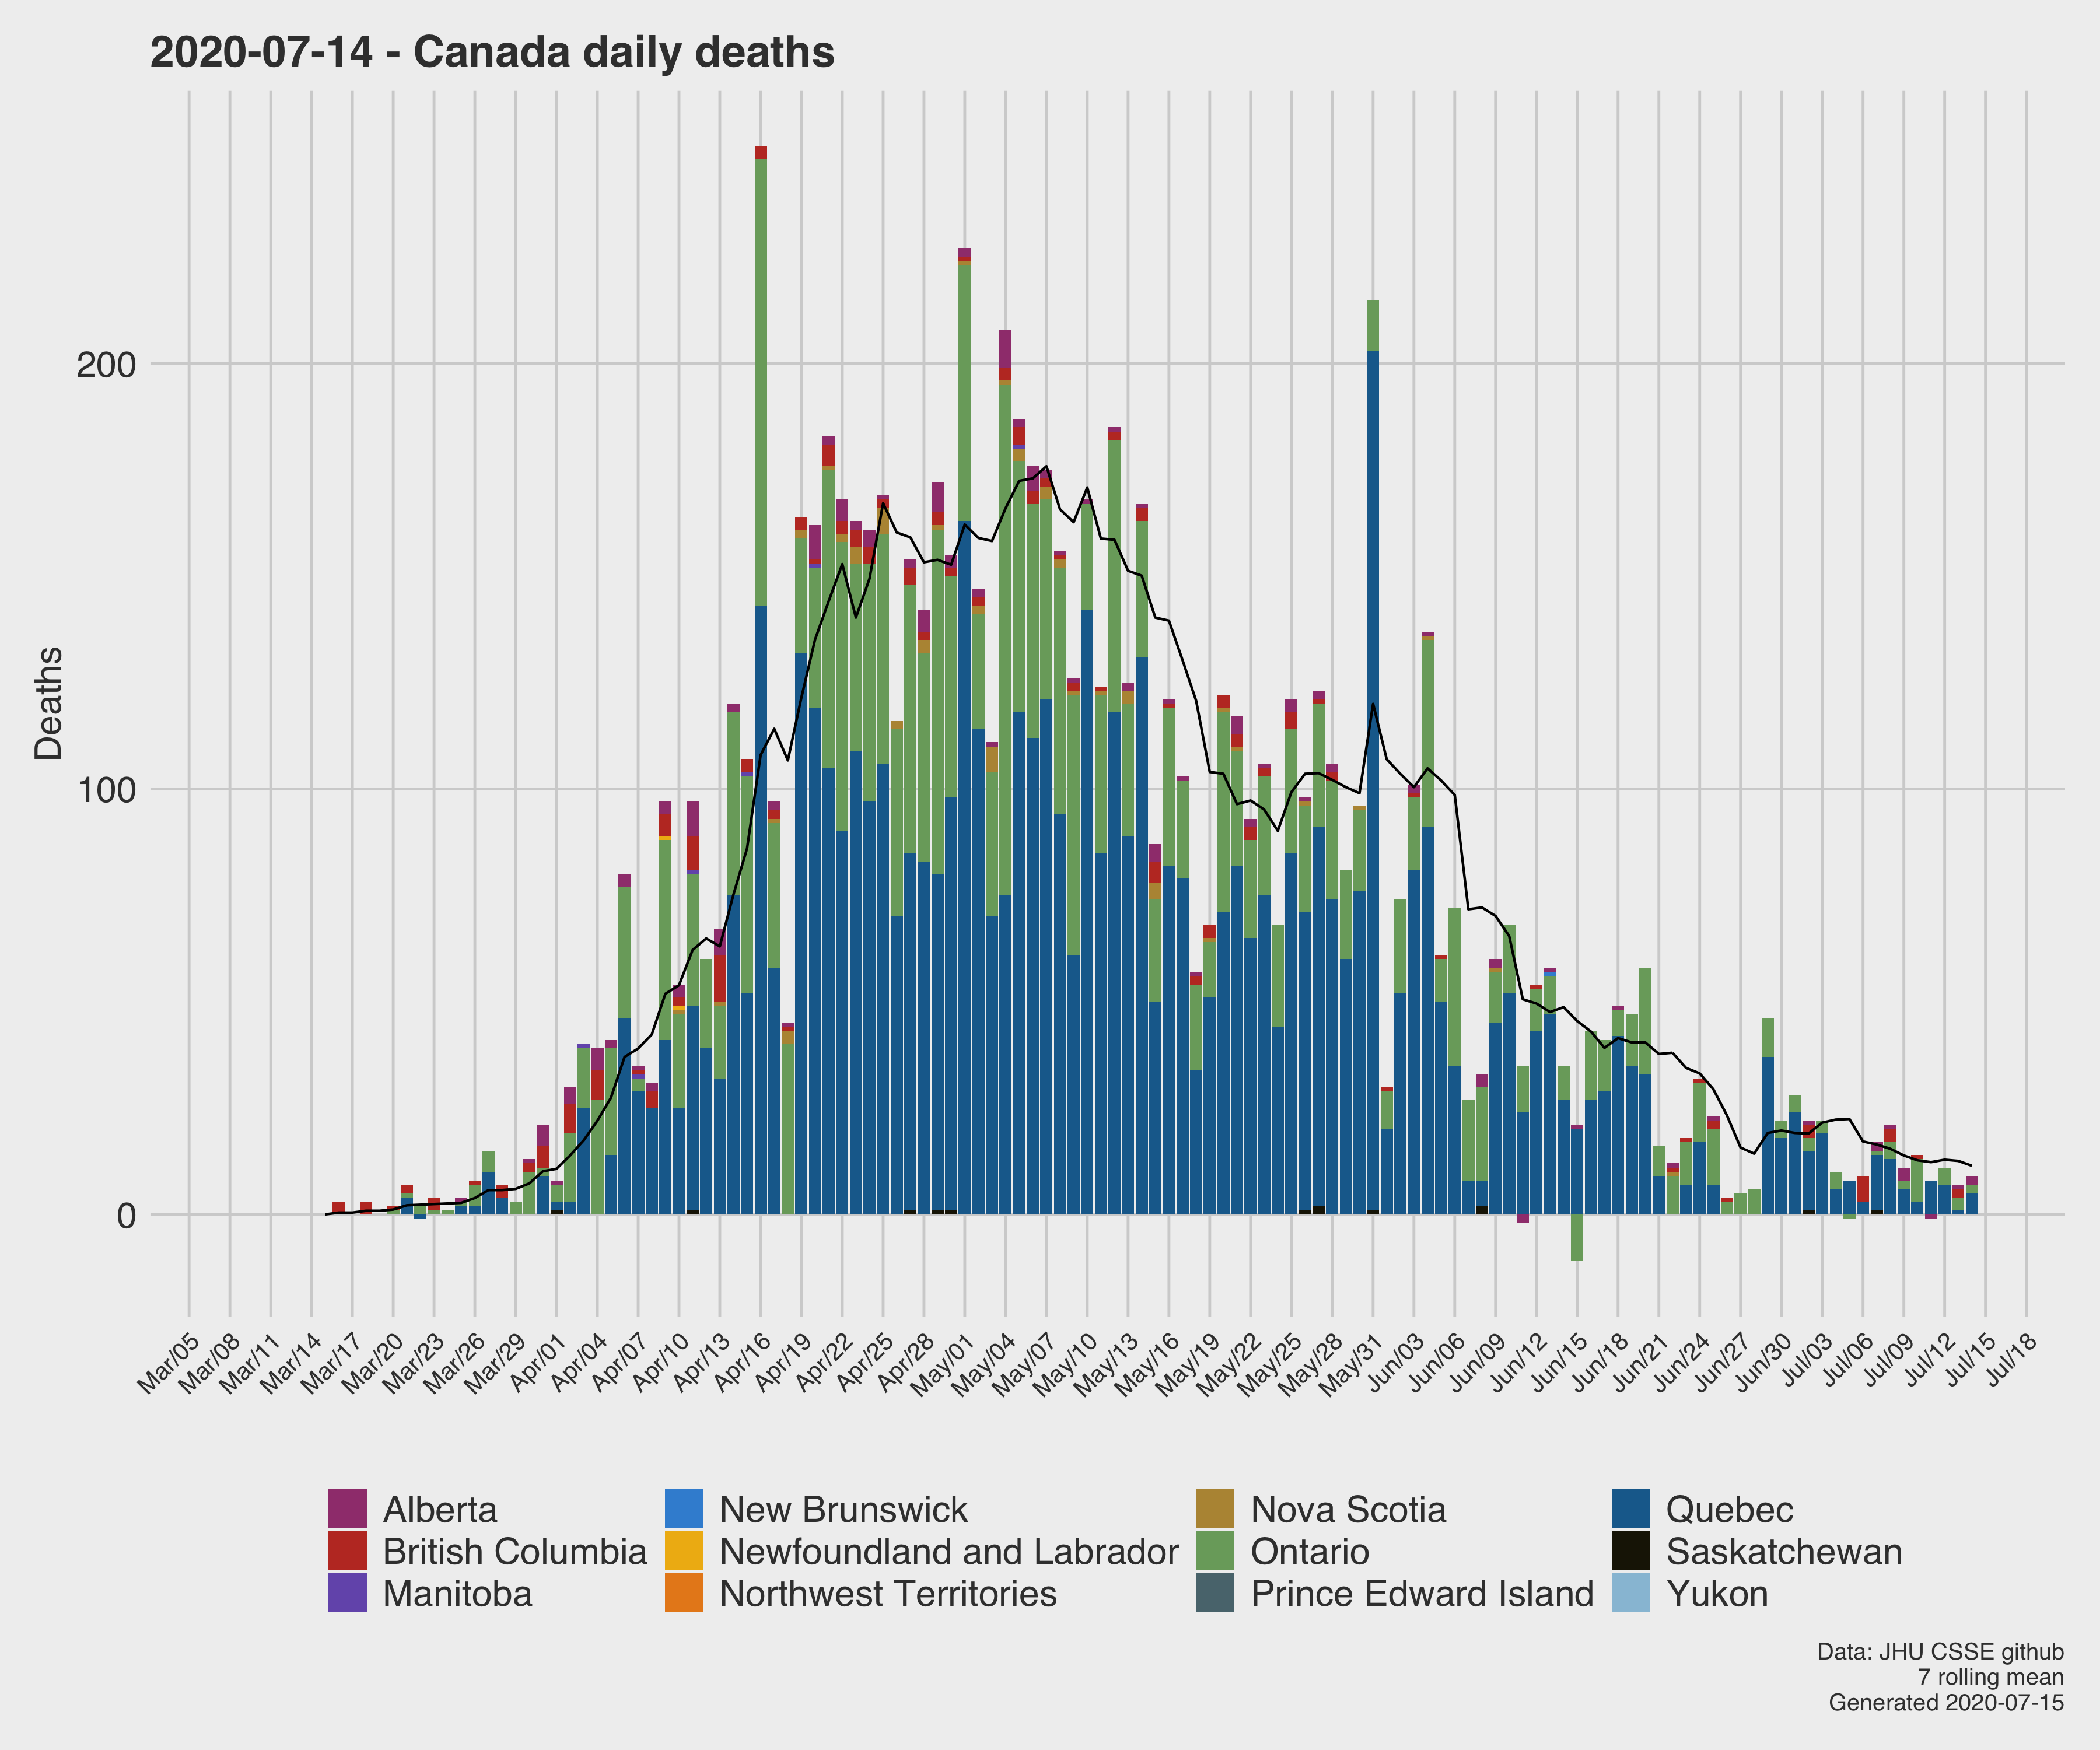 2020-07-14 - Canada daily deaths
Deaths
200
100
0
Mar/05
Mar/08
Mar/11
Mar/14
Mar/17
Mar/20
Mar/23
Mar/26
Mar/29
Apr/01
Apr/04
Apr/07
Apr/10
Apr/13
Apr/16
Apr/19
Apr/22
Apr/25
Apr/28
May/01
May/04
May/07
May/10
May/13
May/16
May/19
May/22
May/25
May/28
May/31
Jun/03
Jun/06
Jun/09
Jun/12
Jun/15
Jun/18
Jun/21
Jun/24
Jun/27
Jun/30
Jul/03
Jul/06
Jul/09
Jul/12
Jul/15
Jul/18
Alberta
British Columbia
Manitoba
New Brunswick
Newfoundland and Labrador
Northwest Territories
Nova Scotia
Ontario
Prince Edward Island
Quebec
Saskatchewan
Yukon
Data: JHU CSSE github
7 rolling mean
Generated 2020-07-15